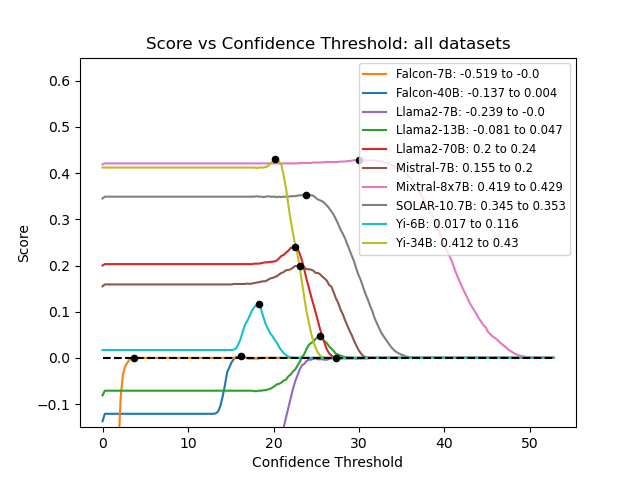 Score vs Confidence Threshold: all datasets
Score
0.6
0.5
0.4
0.3
0.2
0.1
0.0
−0.1
0
10
20
30
40
50
Confidence Threshold
Falcon-7B: -0.519 to -0.0
Falcon-40B: -0.137 to 0.004
Llama2-7B: -0.239 to -0.0
Llama2-13B: -0.081 to 0.047
Llama2-70B: 0.2 to 0.24
Mistral-7B: 0.155 to 0.2
Mixtral-8x7B: 0.419 to 0.429
SOLAR-10.7B: 0.345 to 0.353
Yi-6B: 0.017 to 0.116
Yi-34B: 0.412 to 0.43